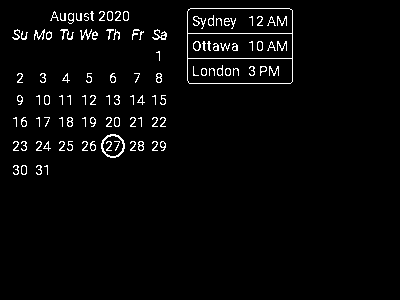 August 2020
Su Mo Tu We Th Fr Sa
1
2 3 4 5 6 7 8
9 10 11 12 13 14 15
16 17 18 19 20 21 22
23 24 25 26 27 28 29
30 31
Sydney 12 AM
Ottawa 10 AM
London 3 PM